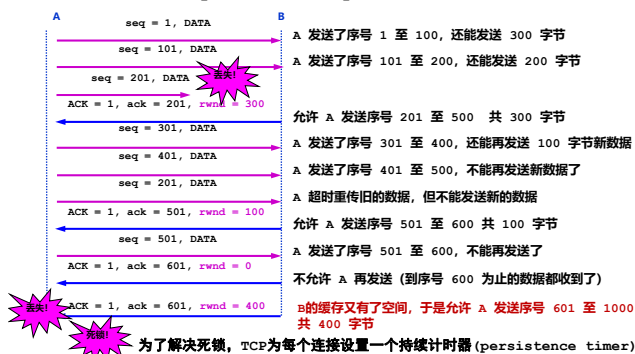 A B
seq = 1, DATA
A 发送了序号 1 至 100，还能发送 300 字节
seq = 101, DATA
A 发送了序号 101 至 200，还能发送 200 字节
seq = 201, DATA 丢失!
ACK = 1, ack = 201, rwnd = 300
允许 A 发送序号 201 至 500 共 300 字节
seq = 301, DATA
A 发送了序号 301 至 400，还能再发送 100 字节新数据
seq = 401, DATA
A 发送了序号 401 至 500，不能再发送新数据了
seq = 201, DATA
A 超时重传旧的数据，但不能发送新的数据
ACK = 1, ack = 501, rwnd = 100
允许 A 发送序号 501 至 600 共 100 字节
seq = 501, DATA
A 发送了序号 501 至 600，不能再发送了
ACK = 1, ack = 601, rwnd = 0
不允许 A 再发送（到序号 600 为止的数据都收到了）
丢失! ACK = 1, ack = 601, rwnd = 400
B的缓存又有了空间，于是允许 A 发送序号 601 至 1000
共 400 字节
死锁!
为了解决死锁，TCP为每个连接设置一个持续计时器(persistence timer)